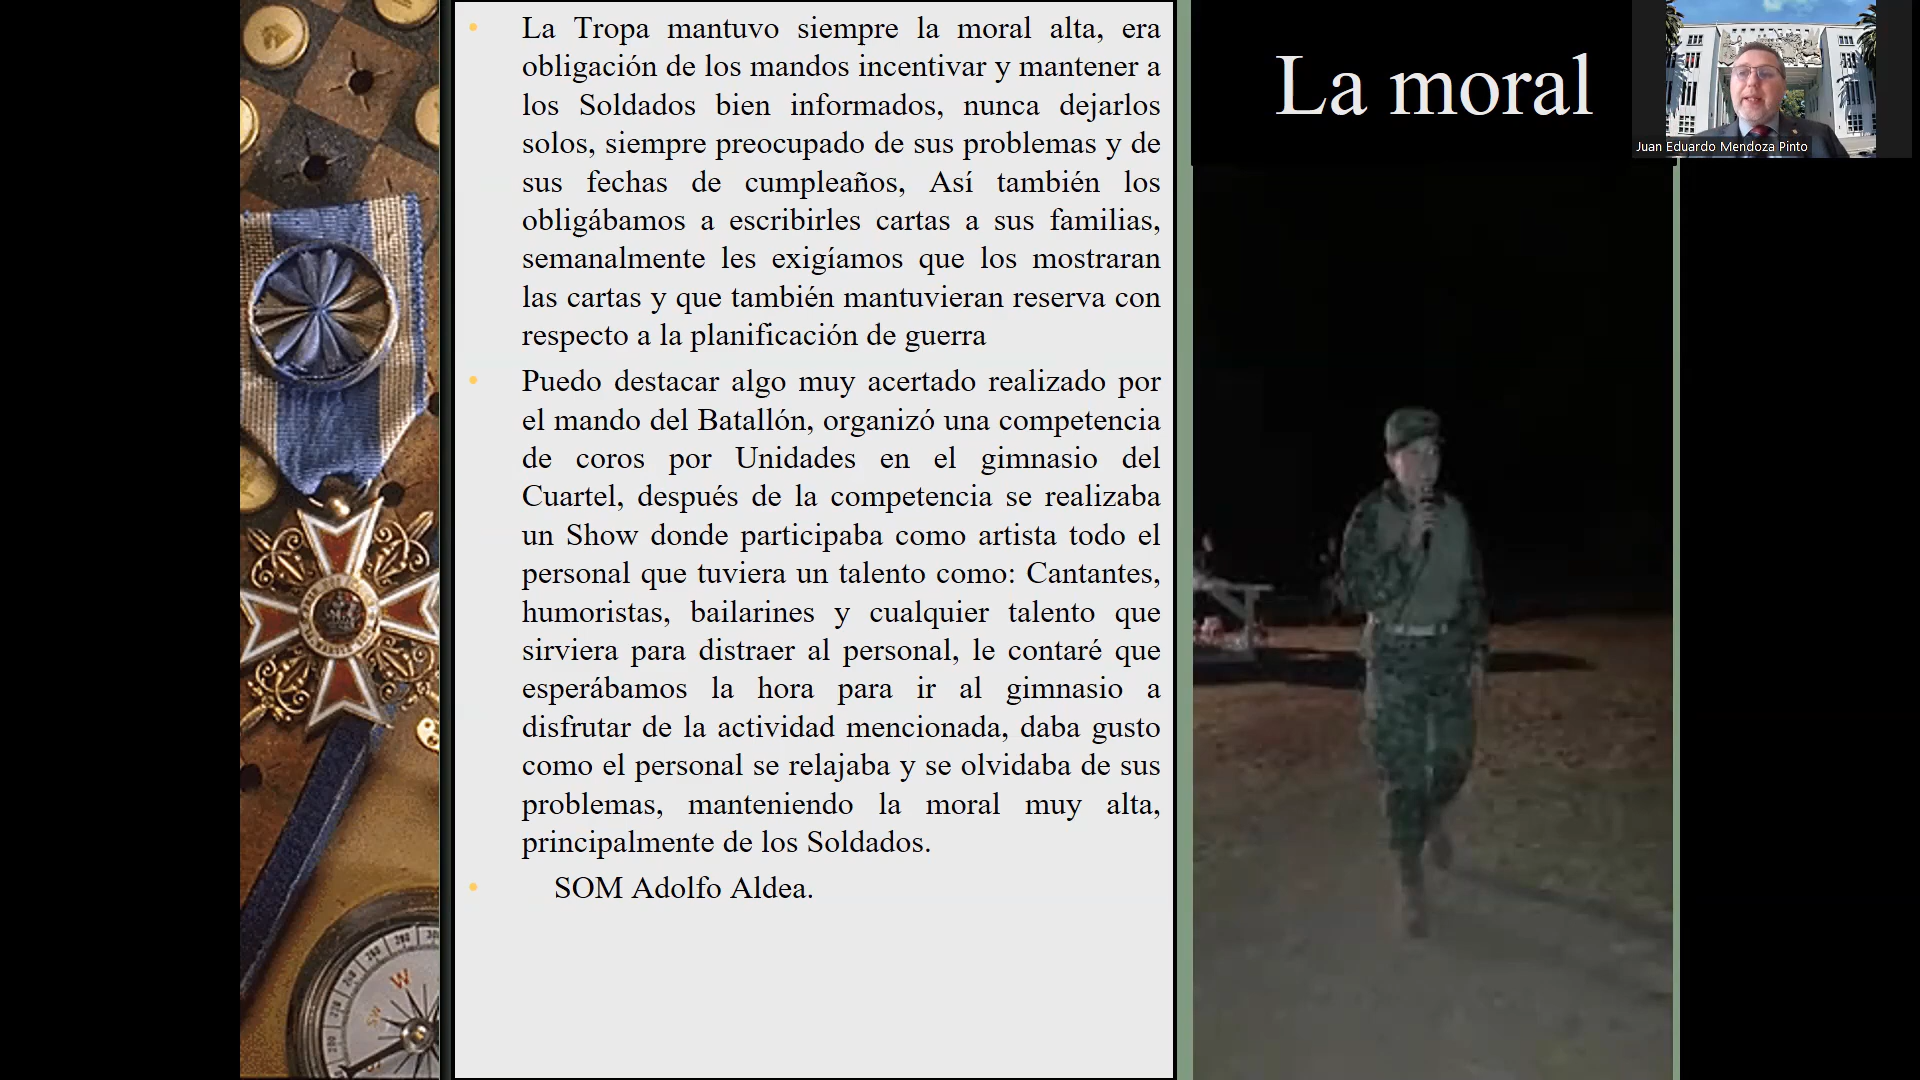 La Tropa mantuvo siempre la moral alta, era
obligación de los mandos incentivar y mantener a
los Soldados bien informados, nunca dejarlos
solos, siempre preocupado de sus problemas y de
sus fechas de cumpleaños, Así también los
obligábamos a escribirles cartas a sus familias,
semanalmente les exigíamos que los mostraran
las cartas y que también mantuvieran reserva con
respecto a la planificación de guerra
Puedo destacar algo muy acertado realizado por
el mando del Batallón, organizó una competencia
de coros por Unidades en el gimnasio del
Cuartel, después de la competencia se realizaba
un Show donde participaba como artista todo el
personal que tuviera un talento como: Cantantes,
humoristas, bailarines y cualquier talento que
sirviera para distraer al personal, le contaré que
esperábamos la hora para ir al gimnasio a
disfrutar de la actividad mencionada, daba gusto
como el personal se relajaba y se olvidaba de sus
problemas, manteniendo la moral muy alta,
principalmente de los Soldados.
SOM Adolfo Aldea.
La moral
Juan Eduardo Mendoza Pinto
W
SW